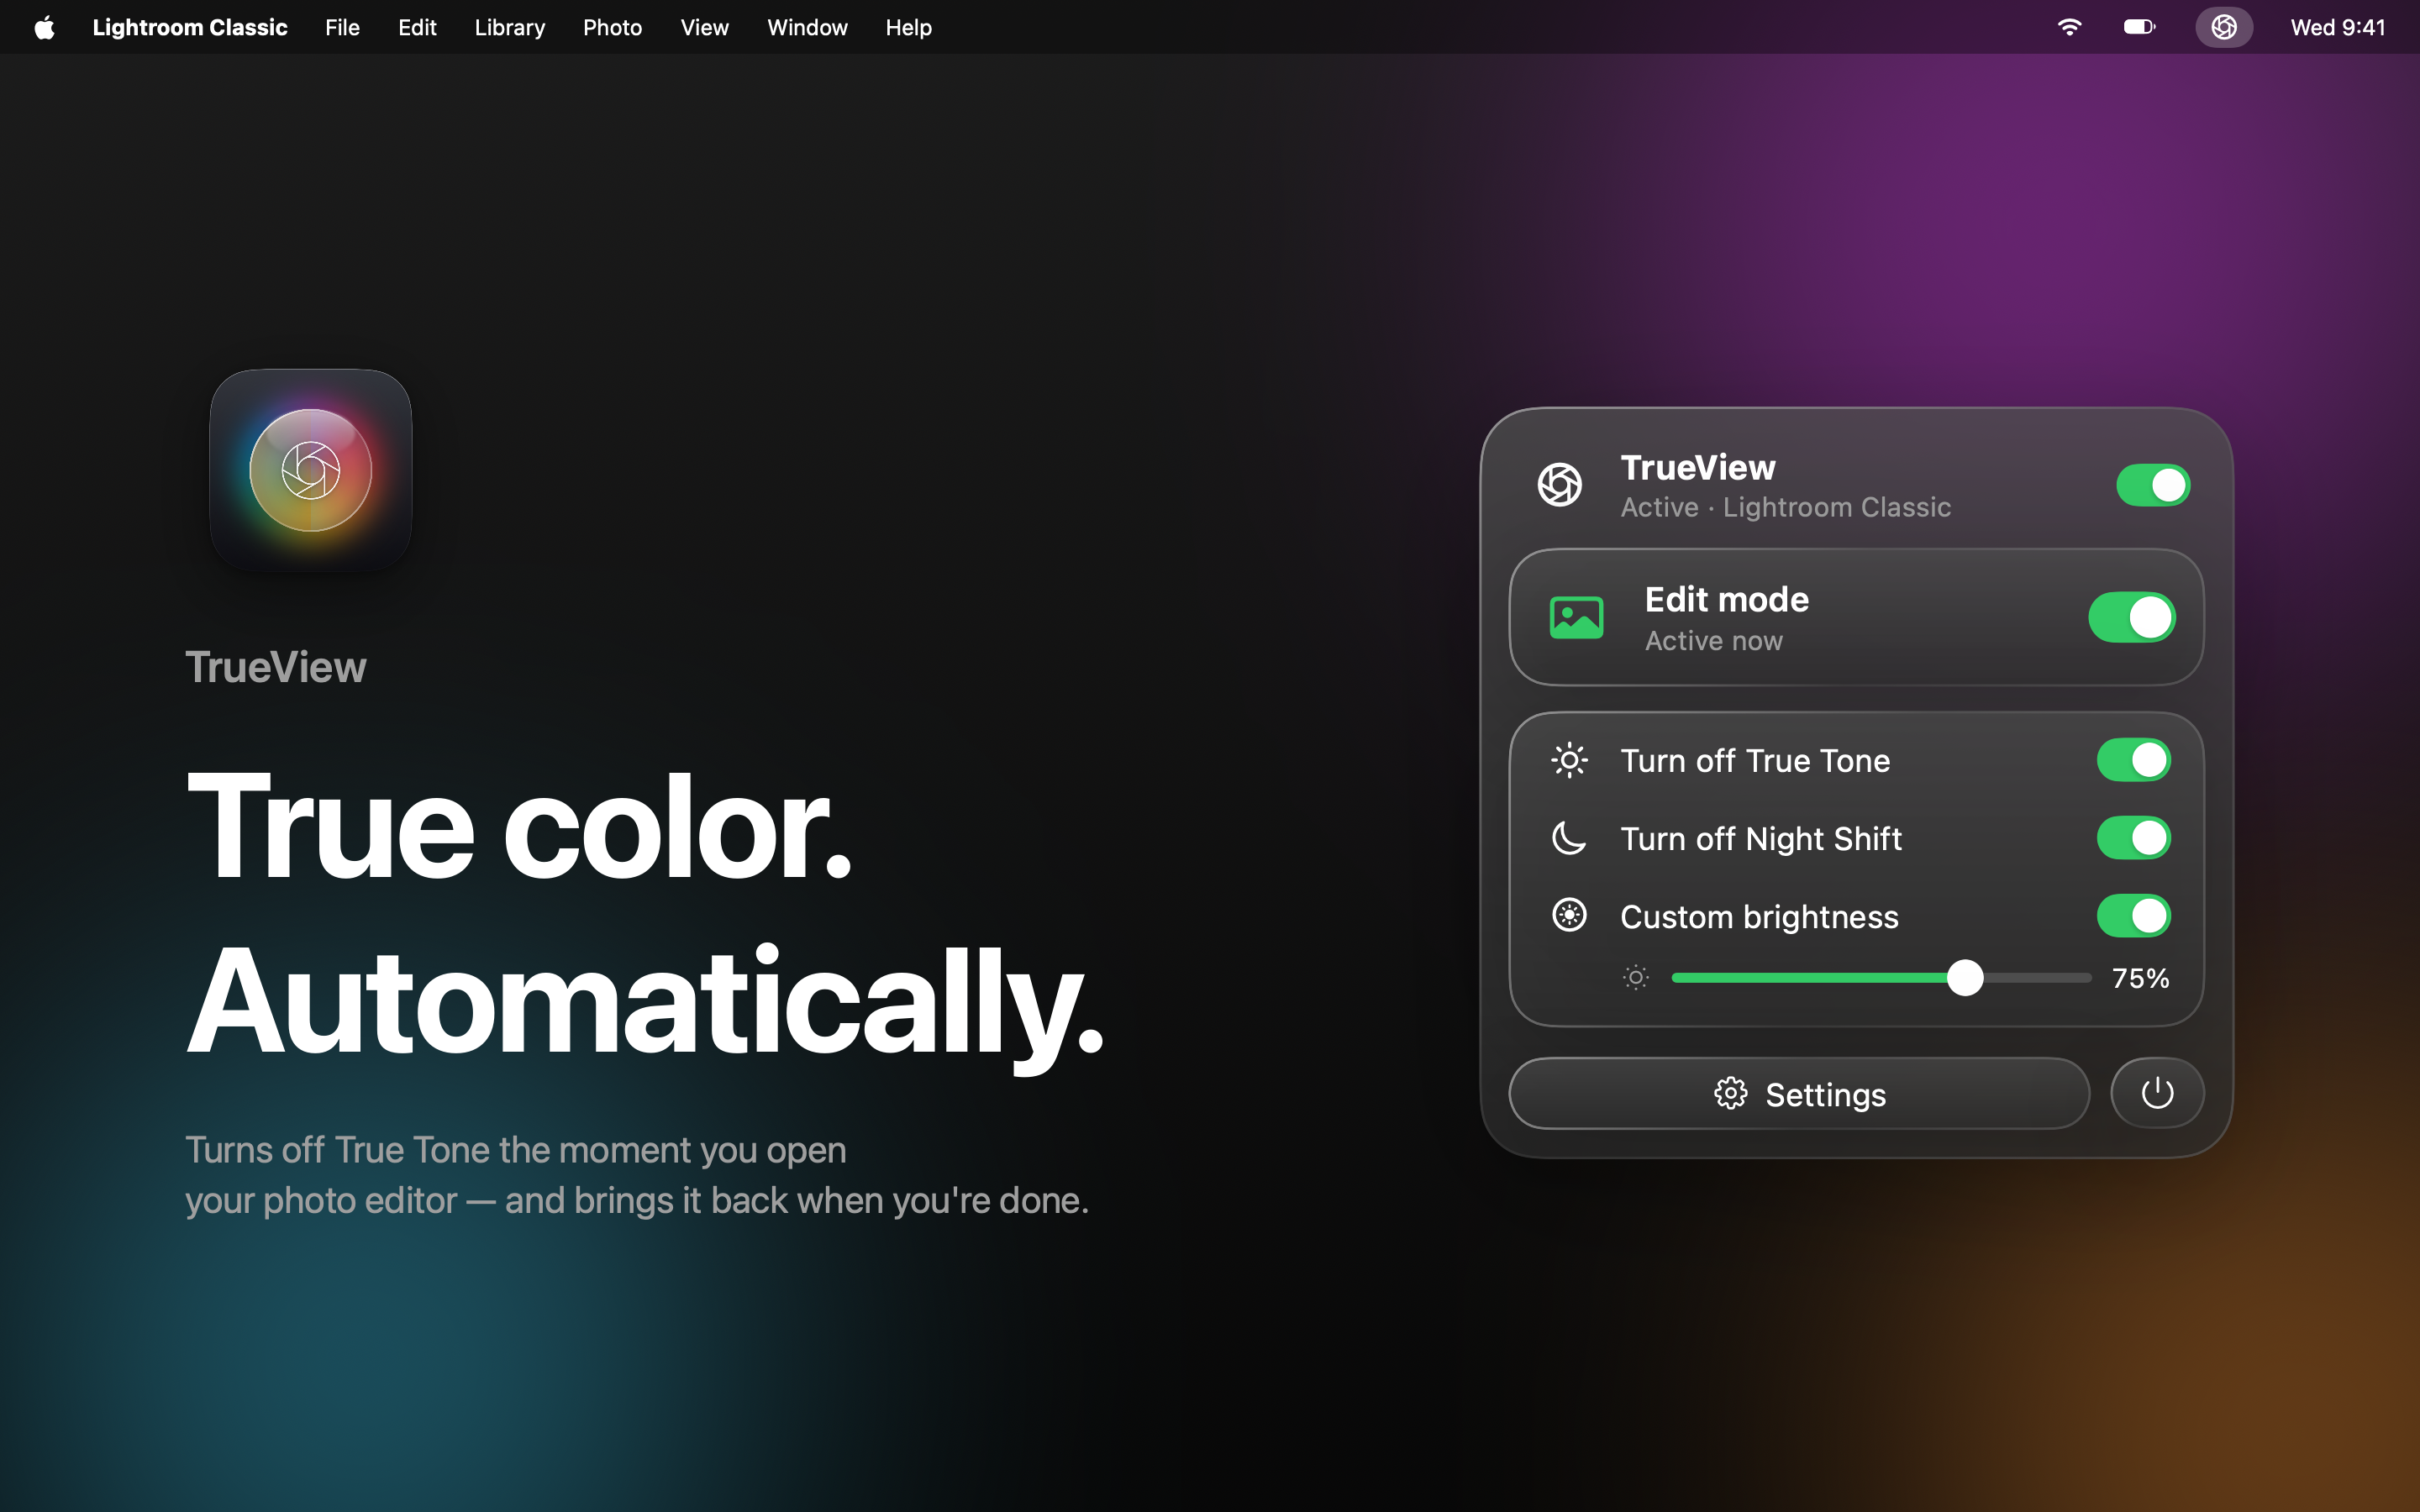 Lightroom Classic File Edit Library Photo View Window Help Wed 9:41
TrueView
True color.
Automatically.
Turns off True Tone the moment you open
your photo editor — and brings it back when you're done.
TrueView
Active · Lightroom Classic
Edit mode
Active now
Turn off True Tone
Turn off Night Shift
Custom brightness
75%
Settings